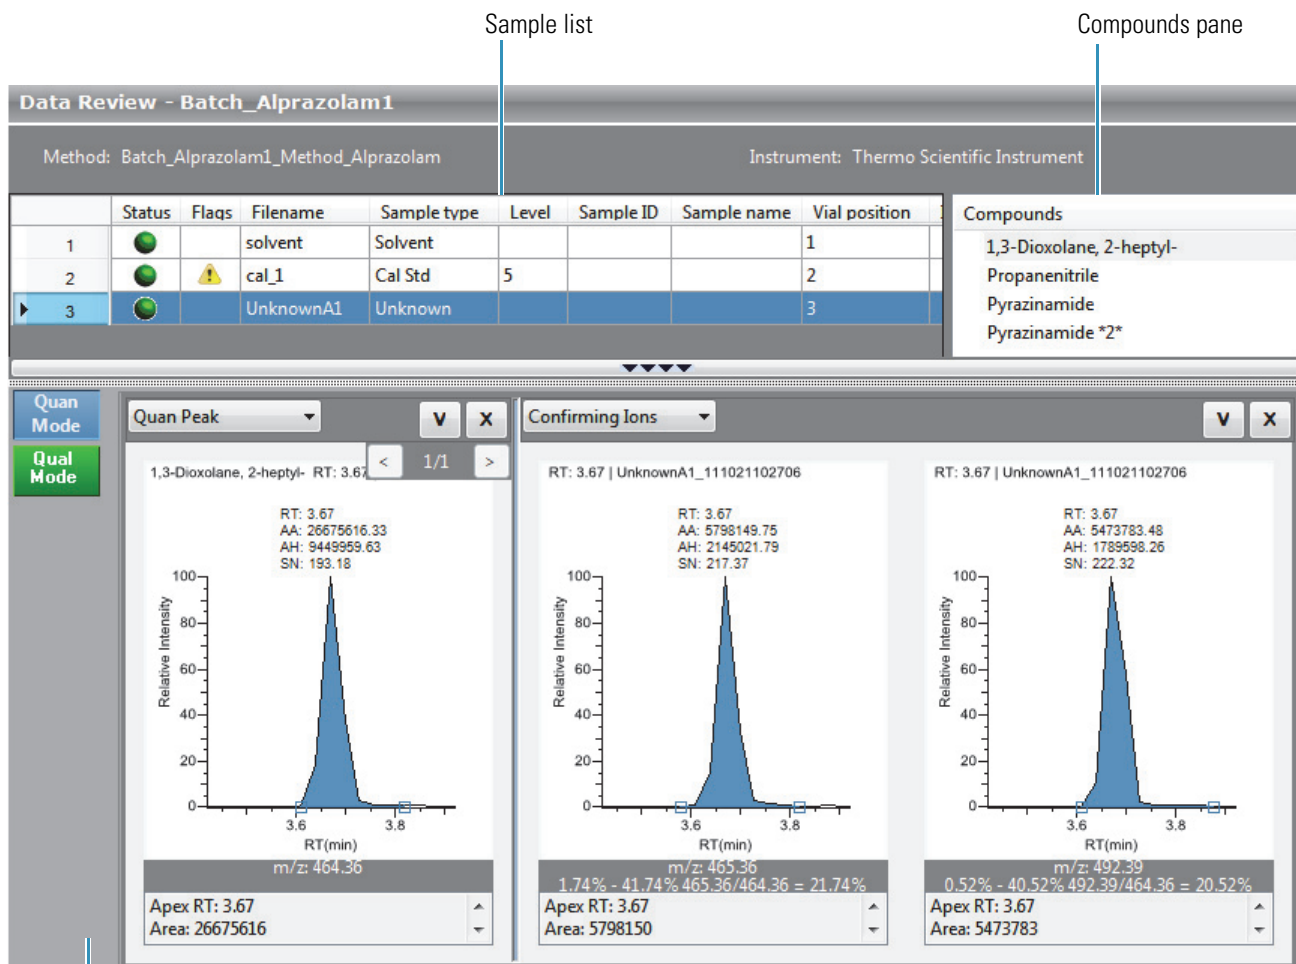 Sample list
Compounds pane
Data Review - Batch_Alprazolam1
Method: Batch_Alprazolam1_Method_Alprazolam
Instrument: Thermo Scientific Instrument
Status Flags Filename Sample type Level Sample ID Sample name Vial position
1 solvent Solvent 1
2 cal_1 Cal Std 5 2
3 UnknownA1 Unknown 3
Compounds
1,3-Dioxolane, 2-heptyl-
Propanenitrile
Pyrazinamide
Pyrazinamide *2*
Quan
Mode
Qual
Mode
Quan Peak
V X
< 1/1 >
1,3-Dioxolane, 2-heptyl- RT: 3.67
RT: 3.67
AA: 26675616.33
AH: 9449959.63
SN: 193.18
Relative Intensity
100
80
60
40
20
0
3.6 3.8
RT(min)
m/z: 464.36
Apex RT: 3.67
Area: 26675616
Confirming Ions
V X
RT: 3.67 | UnknownA1_111021102706
RT: 3.67
AA: 5798149.75
AH: 2145021.79
SN: 217.37
Relative Intensity
100
80
60
40
20
0
3.6 3.8
RT(min)
m/z: 465.36
1.74% - 41.74% 465.36/464.36 = 21.74%
Apex RT: 3.67
Area: 5798150
RT: 3.67 | UnknownA1_111021102706
RT: 3.67
AA: 5473783.48
AH: 1789598.26
SN: 222.32
Relative Intensity
100
80
60
40
20
0
3.6 3.8
RT(min)
m/z: 492.39
0.52% - 40.52% 492.39/464.36 = 20.52%
Apex RT: 3.67
Area: 5473783